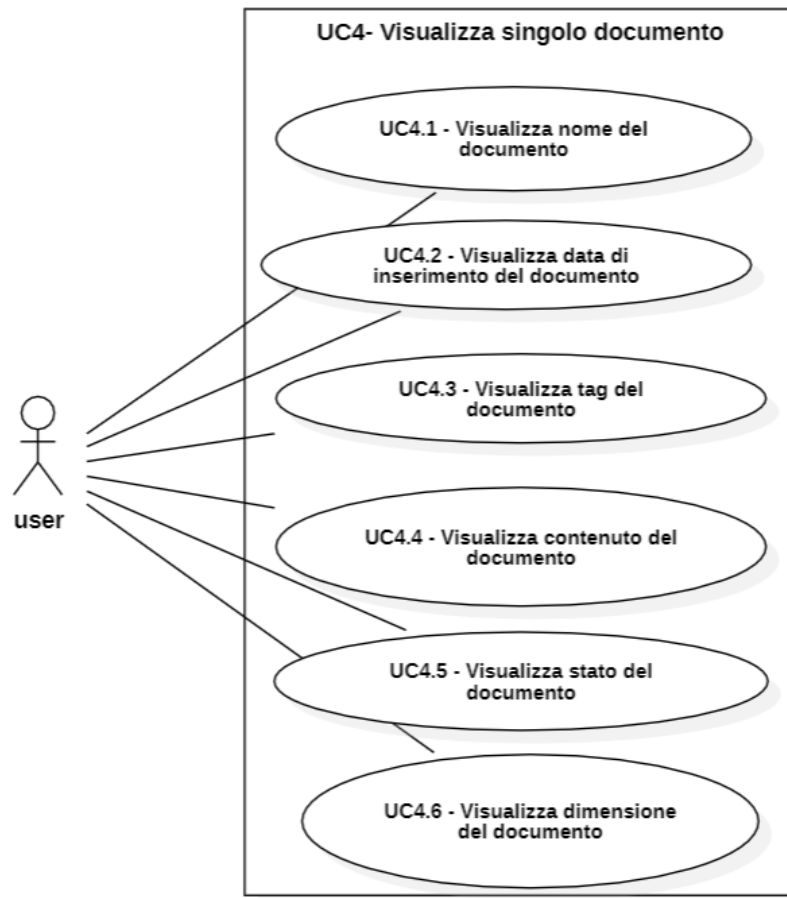 UC4- Visualizza singolo documento
UC4.1 - Visualizza nome del
documento
UC4.2 - Visualizza data di
inserimento del documento
UC4.3 - Visualizza tag del
documento
UC4.4 - Visualizza contenuto del
documento
UC4.5 - Visualizza stato del
documento
UC4.6 - Visualizza dimensione
del documento
user